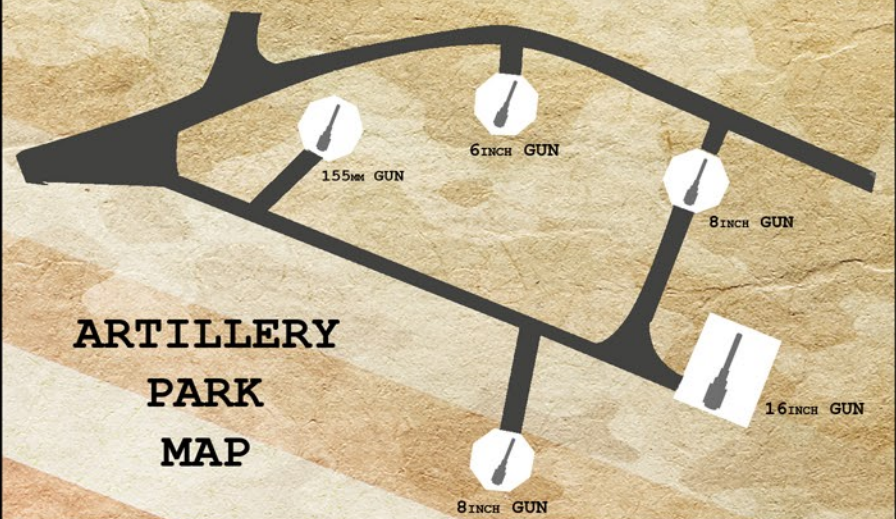 6INCH GUN
155MM GUN
8INCH GUN
ARTILLERY
PARK
MAP
16INCH GUN
8INCH GUN